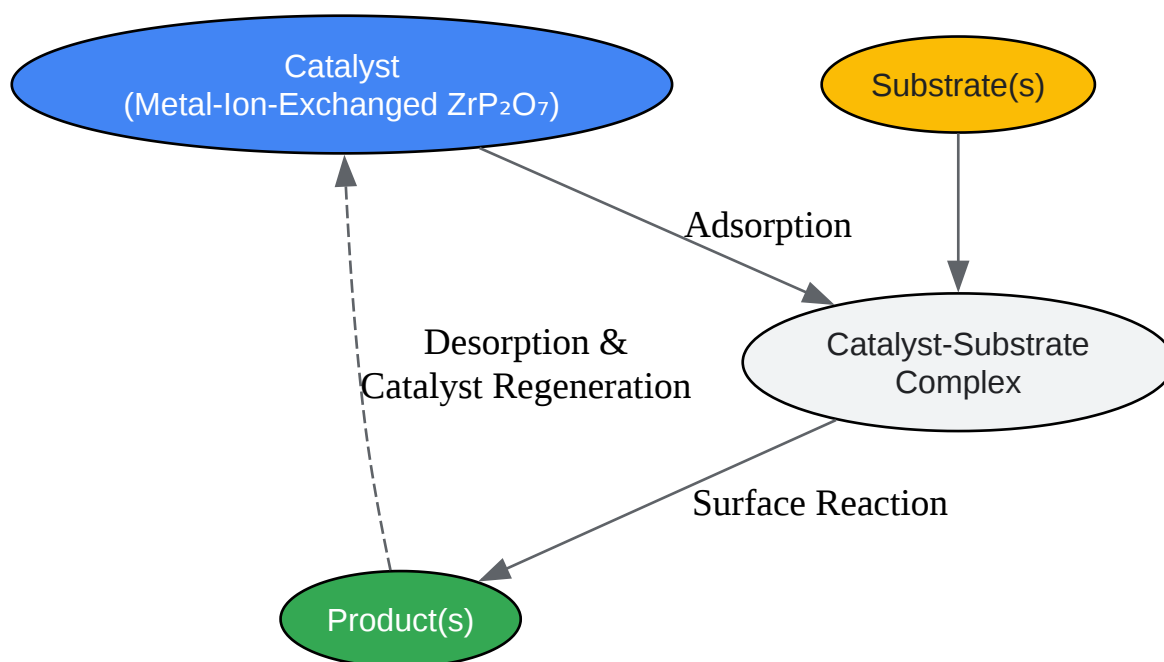 Catalyst
(Metal-Ion-Exchanged ZrP₂O₇)
Substrate(s)
Adsorption
Desorption &
Catalyst Regeneration
Catalyst-Substrate
Complex
Surface Reaction
Product(s)